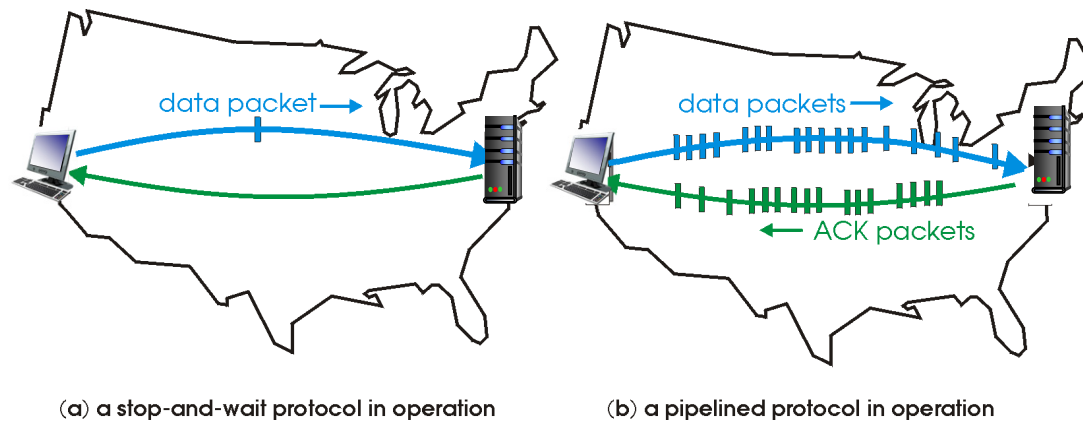 data packet
data packets
ACK packets
(a) a stop-and-wait protocol in operation
(b) a pipelined protocol in operation